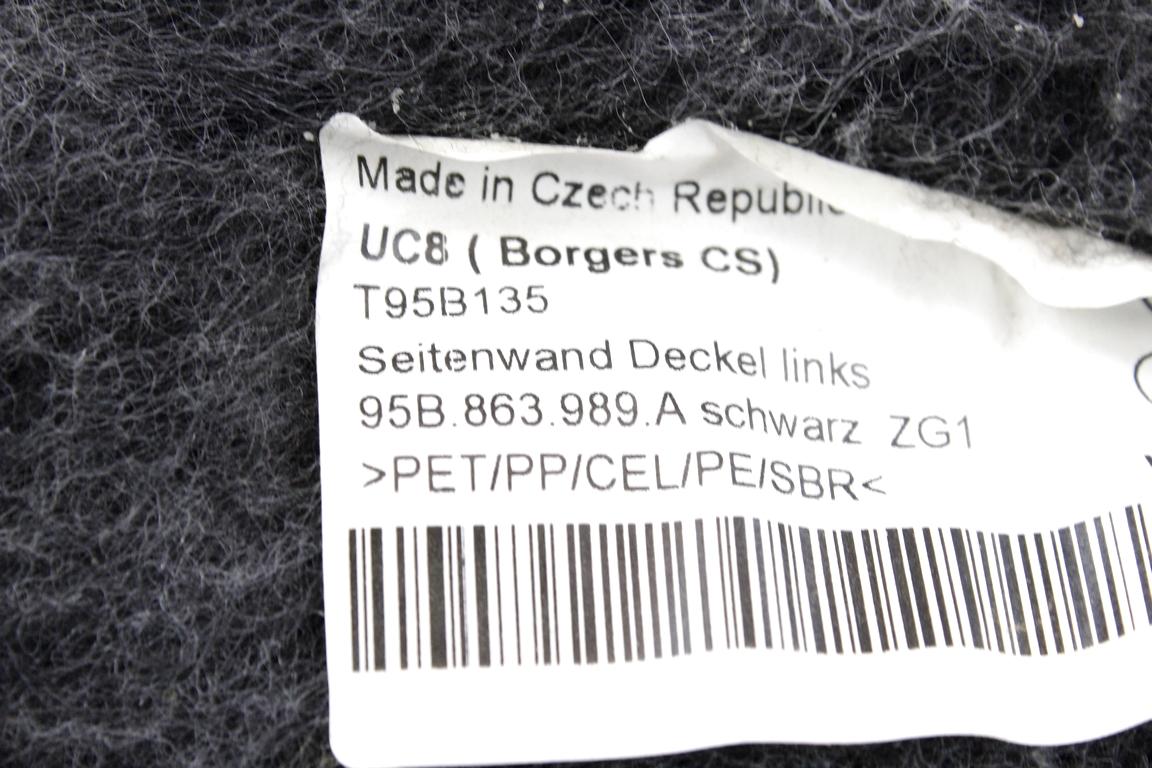 Made in Czech Republic
UC8 ( Borgers CS)
T95B135
Seitenwand Deckel links
95B.863.989.A schwarz ZG1
>PET/PP/CEL/PE/SBR<